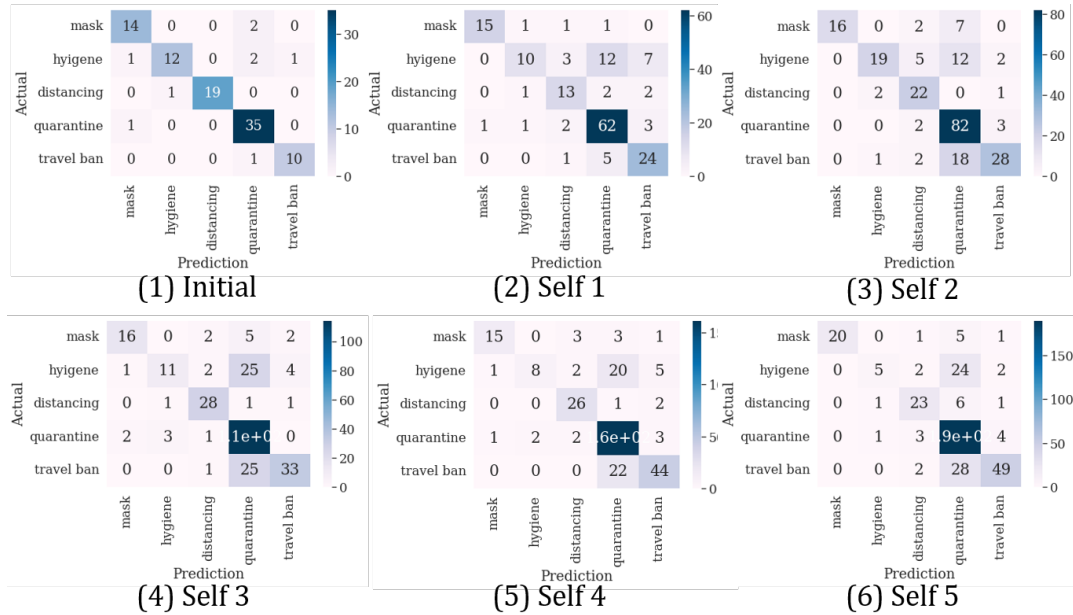 mask 14 0 0 2 0
hyigene 1 12 0 2 1
distancing 0 1 19 0 0
quarantine 1 0 0 35 0
travel ban 0 0 0 1 10
Actual
mask
hygiene
distancing
quarantine
travel ban
Prediction
30
20
10
0
(1) Initial
mask 15 1 1 1 0
hyigene 0 10 3 12 7
distancing 0 1 13 2 2
quarantine 1 1 2 62 3
travel ban 0 0 1 5 24
Actual
mask
hygiene
distancing
quarantine
travel ban
Prediction
60
40
20
0
(2) Self 1
mask 16 0 2 7 0
hyigene 0 19 5 12 2
distancing 0 2 22 0 1
quarantine 0 0 2 82 3
travel ban 0 1 2 18 28
Actual
mask
hygiene
distancing
quarantine
travel ban
Prediction
80
60
40
20
0
(3) Self 2
mask 16 0 2 5 2
hyigene 1 11 2 25 4
distancing 0 1 28 1 1
quarantine 2 3 1 .1e+0 0
travel ban 0 0 1 25 33
Actual
mask
hygiene
distancing
quarantine
travel ban
Prediction
100
80
60
40
20
0
(4) Self 3
mask 15 0 3 3 1
hyigene 1 8 2 20 5
distancing 0 0 26 1 2
quarantine 1 2 2 .6e+0 3
travel ban 0 0 0 22 44
Actual
mask
hygiene
distancing
quarantine
travel ban
Prediction
15
10
50
0
(5) Self 4
mask 20 0 1 5 1
hyigene 0 5 2 24 2
distancing 0 1 23 6 1
quarantine 0 1 3 .9e+0 4
travel ban 0 0 2 28 49
Actual
mask
hygiene
distancing
quarantine
travel ban
Prediction
150
100
50
0
(6) Self 5